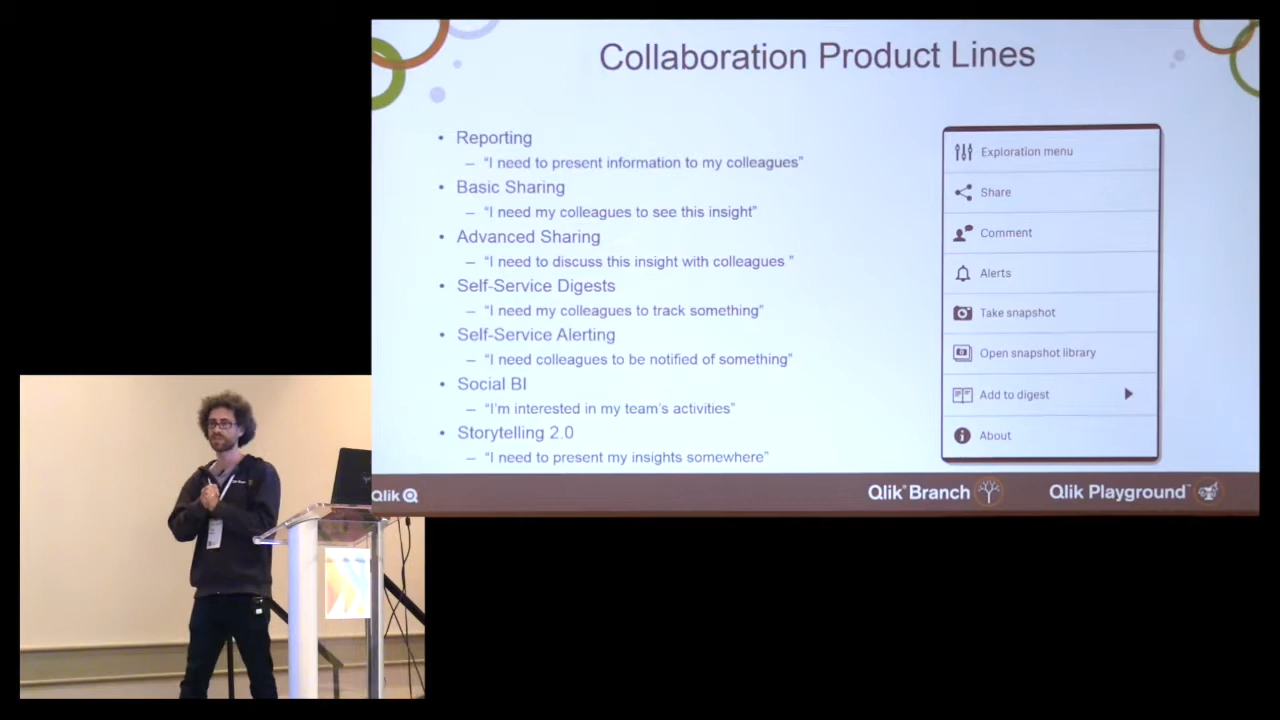 Collaboration Product Lines
• Reporting
– “I need to present information to my colleagues”
• Basic Sharing
– “I need my colleagues to see this insight”
• Advanced Sharing
– “I need to discuss this insight with colleagues ”
• Self-Service Digests
– “I need my colleagues to track something”
• Self-Service Alerting
– “I need colleagues to be notified of something”
• Social BI
– “I'm interested in my team's activities”
• Storytelling 2.0
– “I need to present my insights somewhere”
Exploration menu
Share
Comment
Alerts
Take snapshot
Open snapshot library
Add to digest
About
Qlik
Qlik® Branch
Qlik Playground™